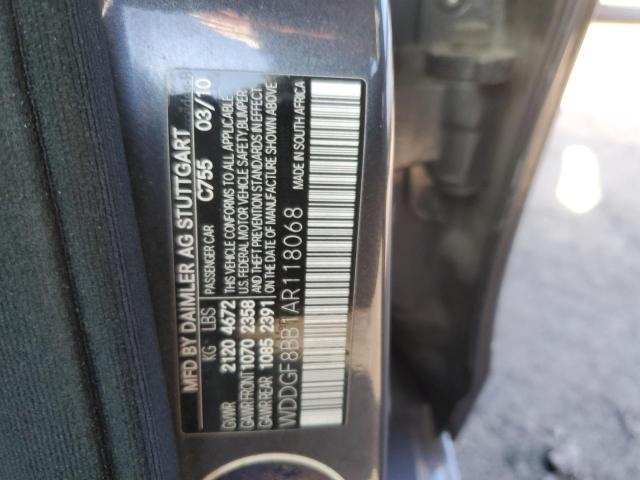 MFD BY DAIMLER AG STUTTGART
PASSENGER CAR C755 03/10
KG LBS THIS VEHICLE CONFORMS TO ALL APPLICABLE
GVWR 2120 4672 U.S. FEDERAL MOTOR VEHICLE SAFETY, BUMPER,
GAWR FRONT 1070 2358 AND THEFT PREVENTION STANDARDS IN EFFECT
GAWR REAR 1085 2391 ON THE DATE OF MANUFACTURE SHOWN ABOVE
WDDGF8BB1AR118068 MADE IN SOUTH AFRICA